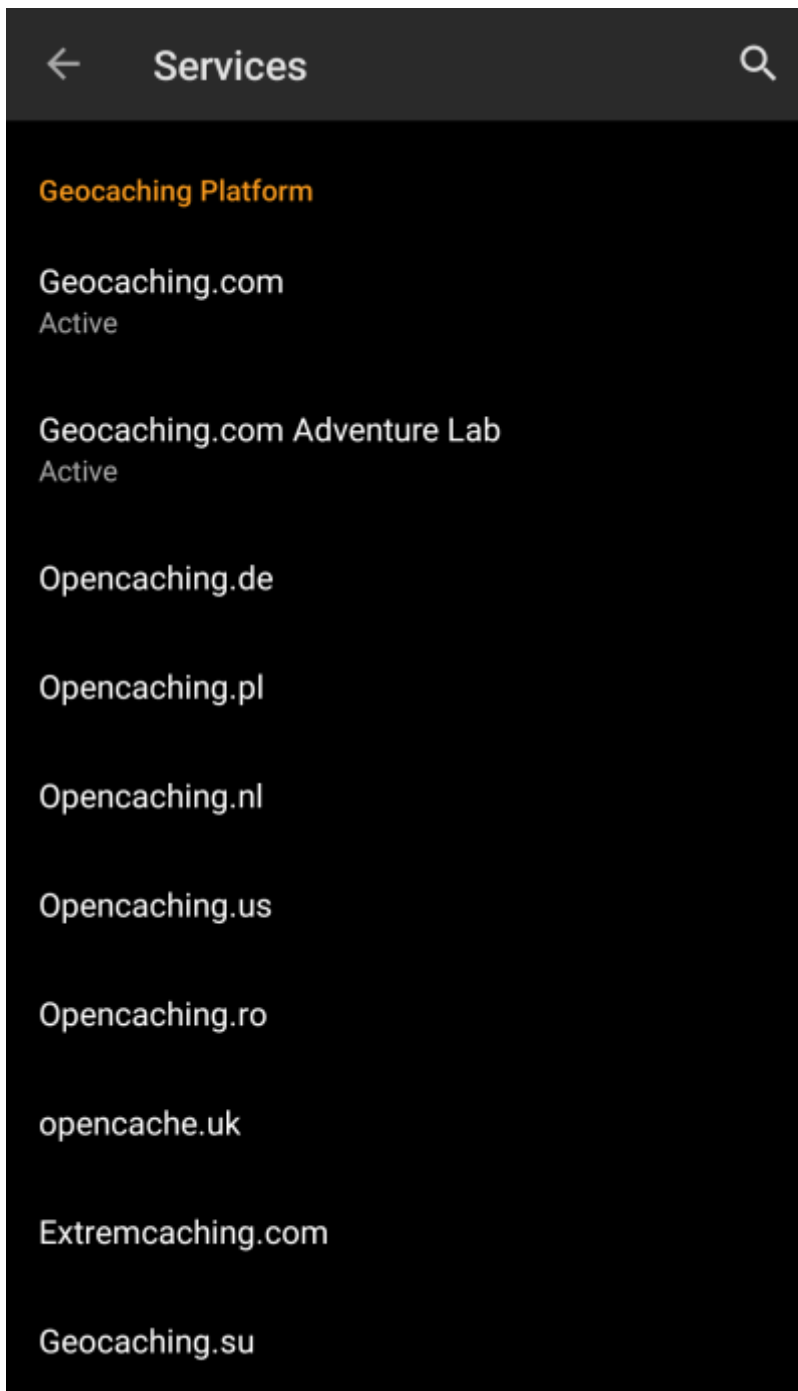 Services
Geocaching Platform
Geocaching.com
Active
Geocaching.com Adventure Lab
Active
Opencaching.de
Opencaching.pl
Opencaching.nl
Opencaching.us
Opencaching.ro
opencache.uk
Extremcaching.com
Geocaching.su